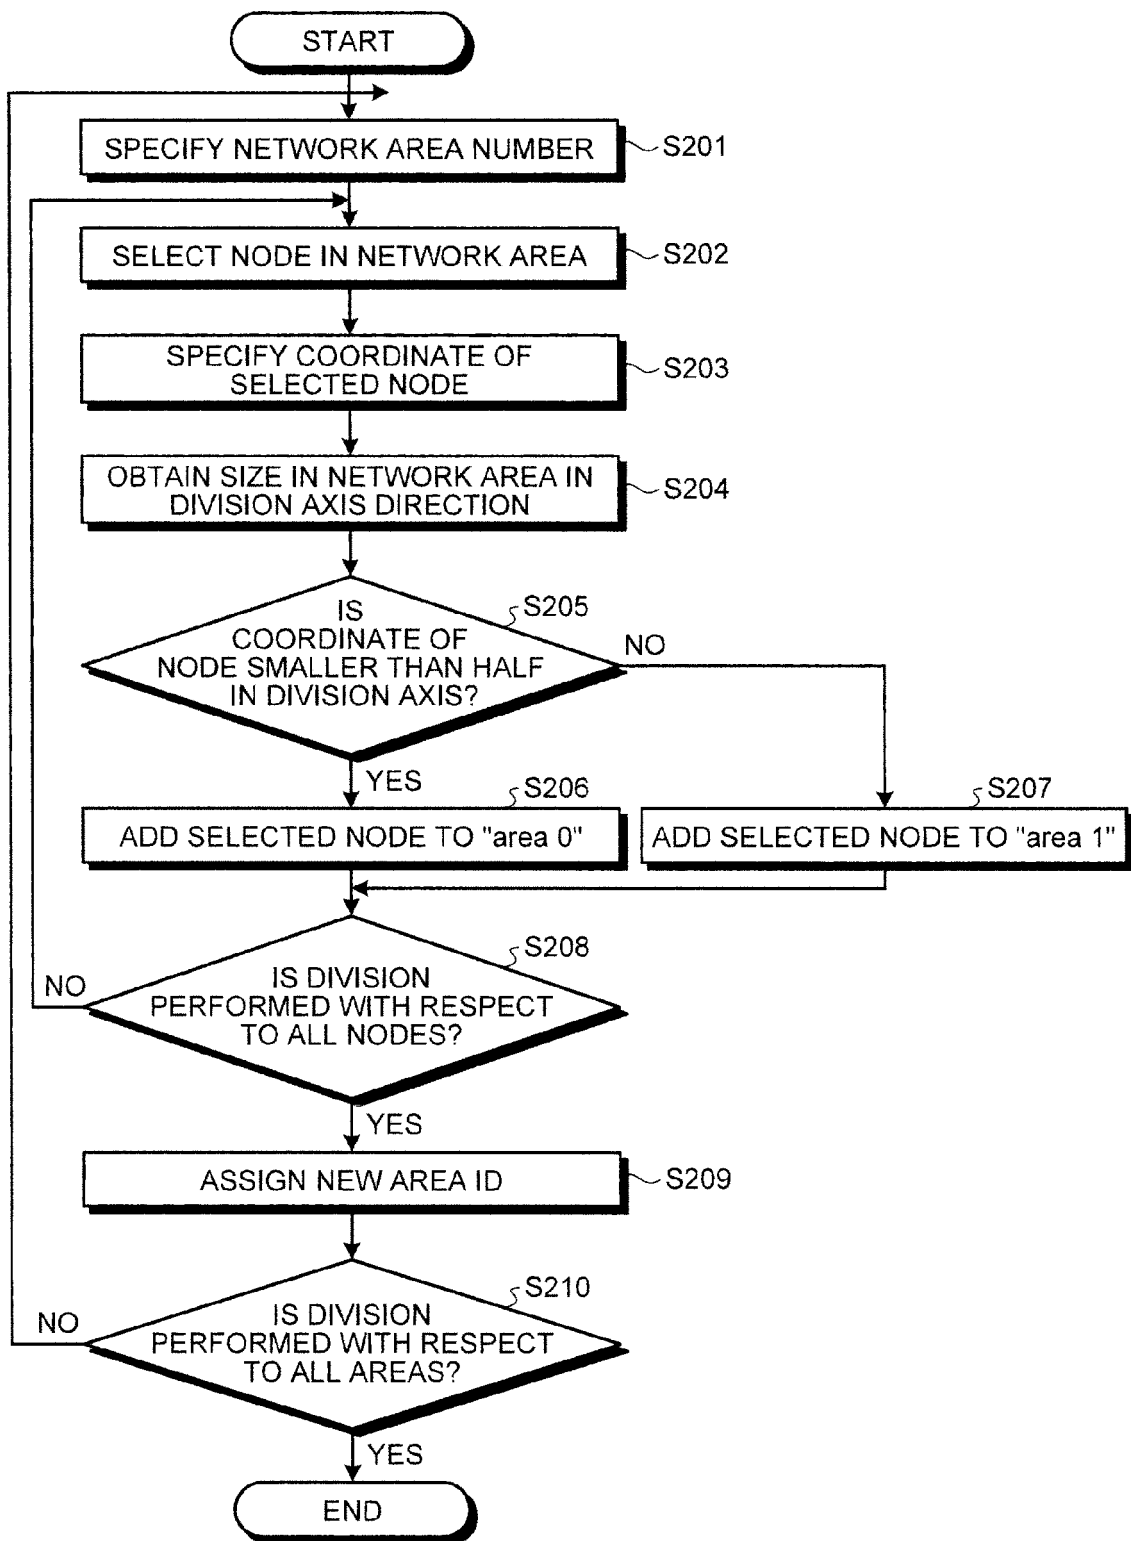 START
SPECIFY NETWORK AREA NUMBER
S201
SELECT NODE IN NETWORK AREA
S202
SPECIFY COORDINATE OF
SELECTED NODE
S203
OBTAIN SIZE IN NETWORK AREA IN
DIVISION AXIS DIRECTION
S204
S205
IS
COORDINATE OF
NODE SMALLER THAN HALF
IN DIVISION AXIS?
NO
YES
S206
ADD SELECTED NODE TO "area 0"
S207
ADD SELECTED NODE TO "area 1"
S208
IS DIVISION
PERFORMED WITH RESPECT
TO ALL NODES?
NO
YES
ASSIGN NEW AREA ID
S209
S210
IS DIVISION
PERFORMED WITH RESPECT
TO ALL AREAS?
NO
YES
END